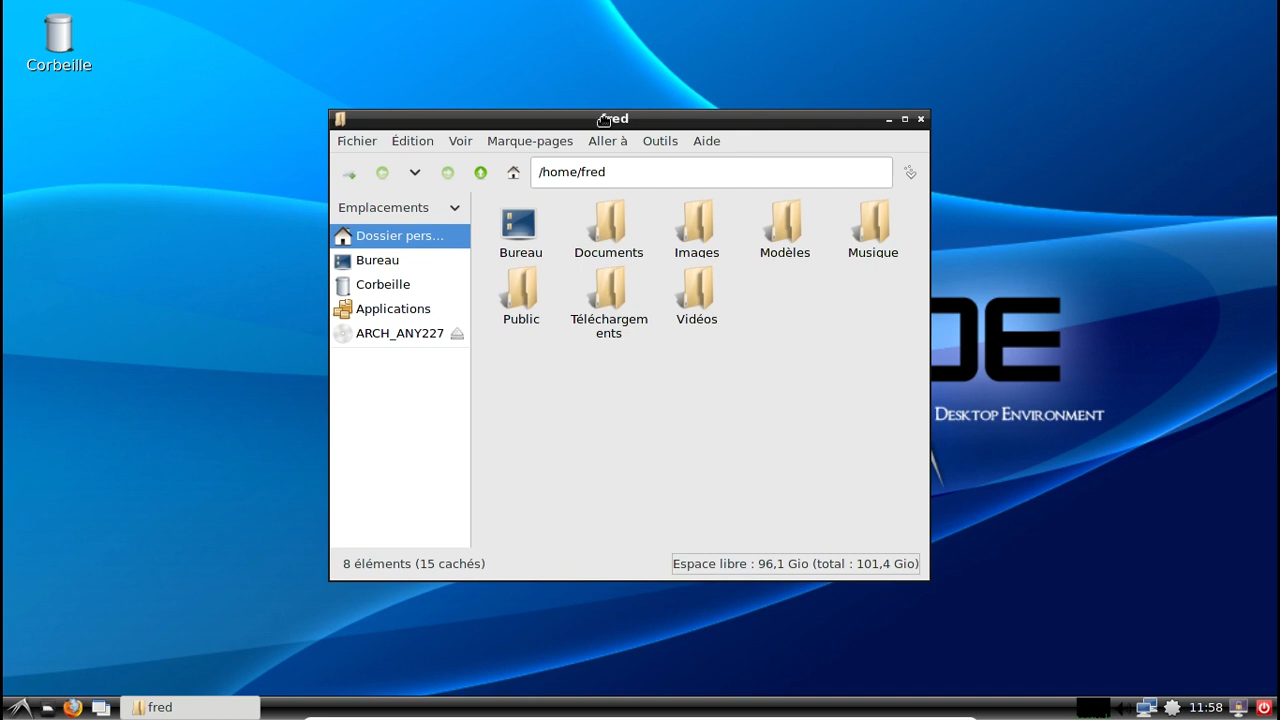 Corbeille
fred
Fichier Édition Voir Marque-pages Aller à Outils Aide
/home/fred
Emplacements
Dossier pers...
Bureau
Corbeille
Applications
ARCH_ANY227
Bureau Documents Images Modèles Musique
Public Téléchargem
ents Vidéos
DE
DESKTOP ENVIRONMENT
8 éléments (15 cachés) Espace libre : 96,1 Gio (total : 101,4 Gio)
fred 11:58